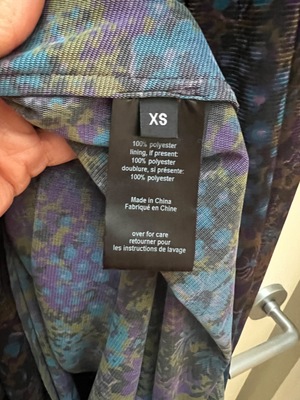 XS
100% polyester
lining, if present:
100% polyester
doublure, si présente:
100% polyester
Made in China
Fabriqué en Chine
over for care
retourner pour
les instructions de lavage